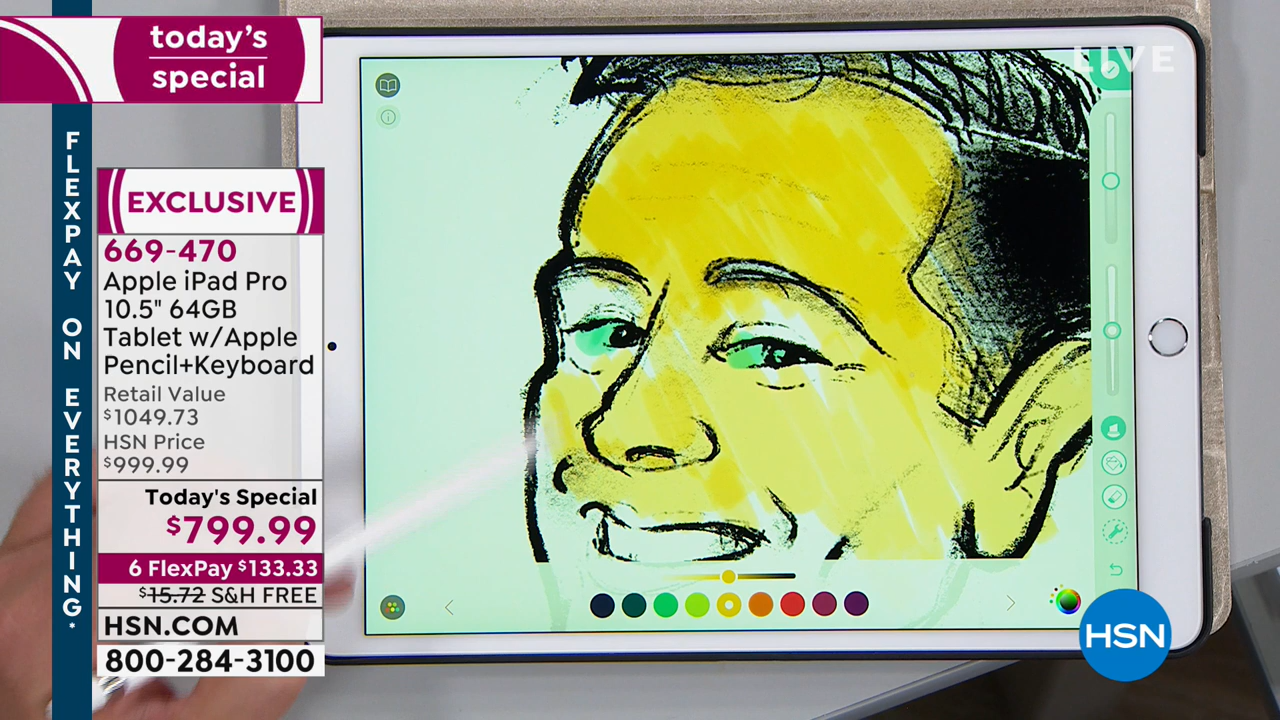 today's
special
LIVE
FLEXPAY ON EVERYTHING.*
EXCLUSIVE
669-470
Apple iPad Pro
10.5" 64GB
Tablet w/Apple
Pencil+Keyboard
Retail Value
$1049.73
HSN Price
$999.99
Today's Special
$799.99
6 FlexPay $133.33
$15.72 S&H FREE
HSN.COM
800-284-3100
HSN